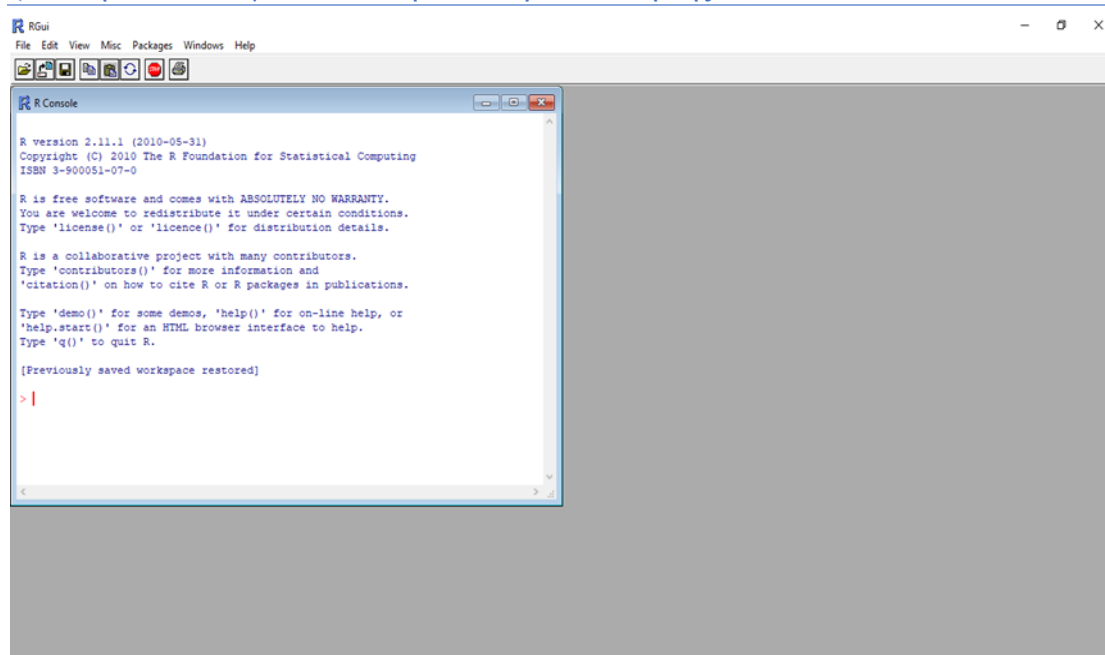 RGui
File Edit View Misc Packages Windows Help
STOP
R Console
R version 2.11.1 (2010-05-31)
Copyright (C) 2010 The R Foundation for Statistical Computing
ISBN 3-900051-07-0
R is free software and comes with ABSOLUTELY NO WARRANTY.
You are welcome to redistribute it under certain conditions.
Type 'license()' or 'licence()' for distribution details.
R is a collaborative project with many contributors.
Type 'contributors()' for more information and
'citation()' on how to cite R or R packages in publications.
Type 'demo()' for some demos, 'help()' for on-line help, or
'help.start()' for an HTML browser interface to help.
Type 'q()' to quit R.
[Previously saved workspace restored]
>